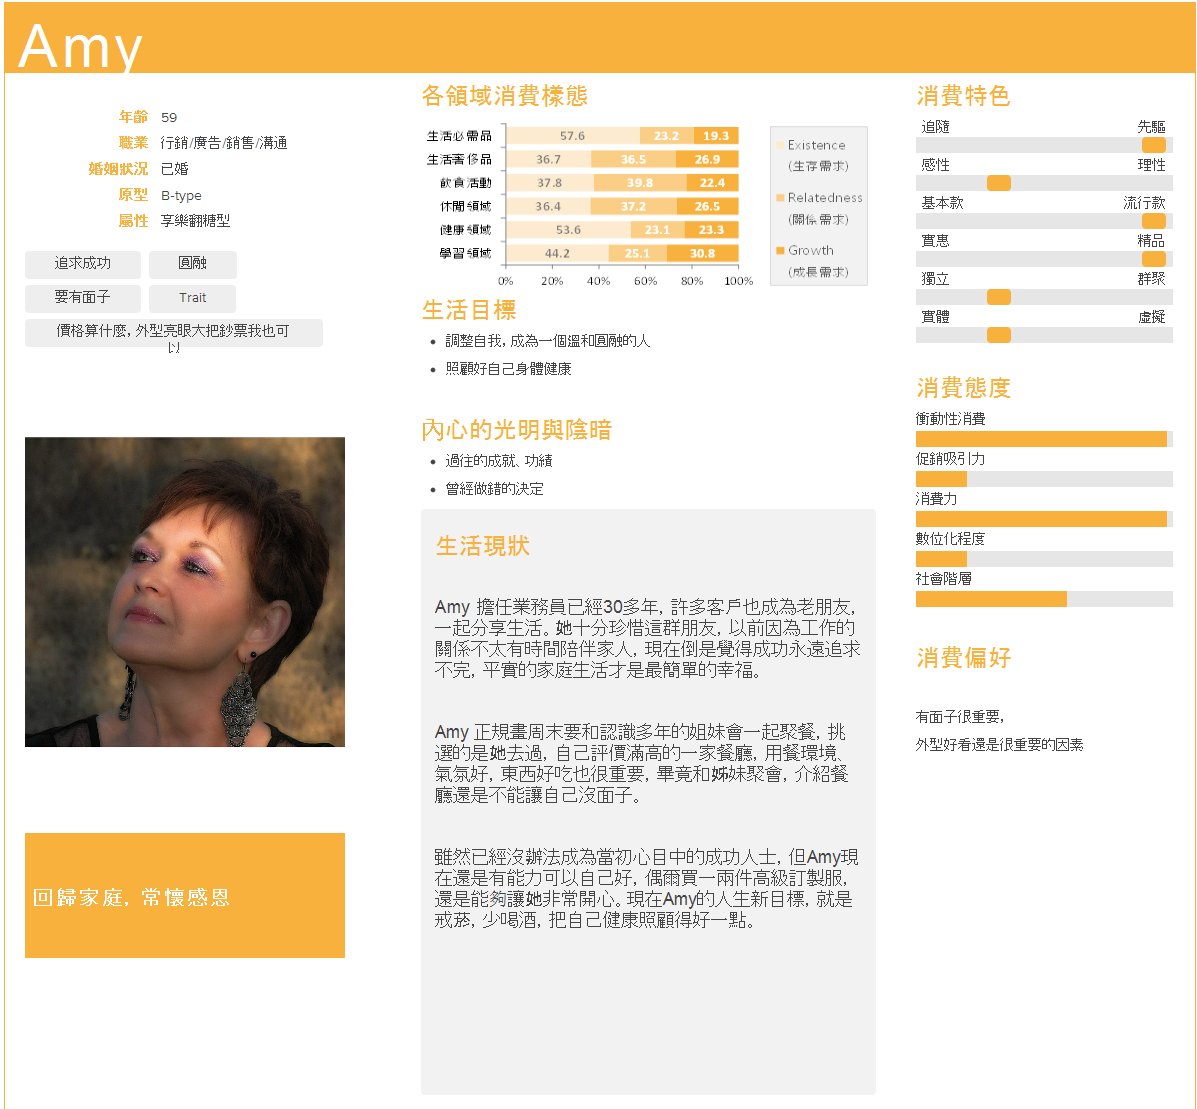 Amy
年齡 59
職業 行銷/廣告/銷售/溝通
婚姻狀況 已婚
原型 B-type
屬性 享樂翻糖型
追求成功 圓融
要有面子 Trait
價格算什麼, 外型亮眼大把鈔票我也可
以
回歸家庭, 常懷感恩
各領域消費樣態
生活必需品 57.6 23.2 19.3
生活奢侈品 36.7 36.5 26.9
飲食活動 37.8 39.8 22.4
休閒領域 36.4 37.2 26.5
健康領域 53.6 23.1 23.3
學習領域 44.2 25.1 30.8
0% 20% 40% 60% 80% 100%
Existence
(生存需求)
Relatedness
(關係需求)
Growth
(成長需求)
生活目標
調整自我, 成為一個溫和圓融的人
照顧好自己身體健康
內心的光明與陰暗
過往的成就、功績
曾經做錯的決定
生活現狀
Amy 擔任業務員已經30多年, 許多客戶也成為老朋友,
一起分享生活。她十分珍惜這群朋友, 以前因為工作的
關係不太有時間陪伴家人, 現在倒是覺得成功永遠追求
不完, 平實的家庭生活才是最簡單的幸福。
Amy 正規畫周末要和認識多年的姐妹會一起聚餐, 挑
選的是她去過, 自己評價滿高的一家餐廳, 用餐環境、
氣氛好, 東西好吃也很重要, 畢竟和姊妹聚會, 介紹餐
廳還是不能讓自己沒面子。
雖然已經沒辦法成為當初心目中的成功人士, 但Amy現
在還是有能力可以自己好, 偶爾買一兩件高級訂製服,
還是能夠讓她非常開心。現在Amy的人生新目標, 就是
戒菸, 少喝酒, 把自己健康照顧得好一點。
消費特色
追隨 先驅
感性 理性
基本款 流行款
實惠 精品
獨立 群聚
實體 虛擬
消費態度
衝動性消費
促銷吸引力
消費力
數位化程度
社會階層
消費偏好
有面子很重要,
外型好看還是很重要的因素